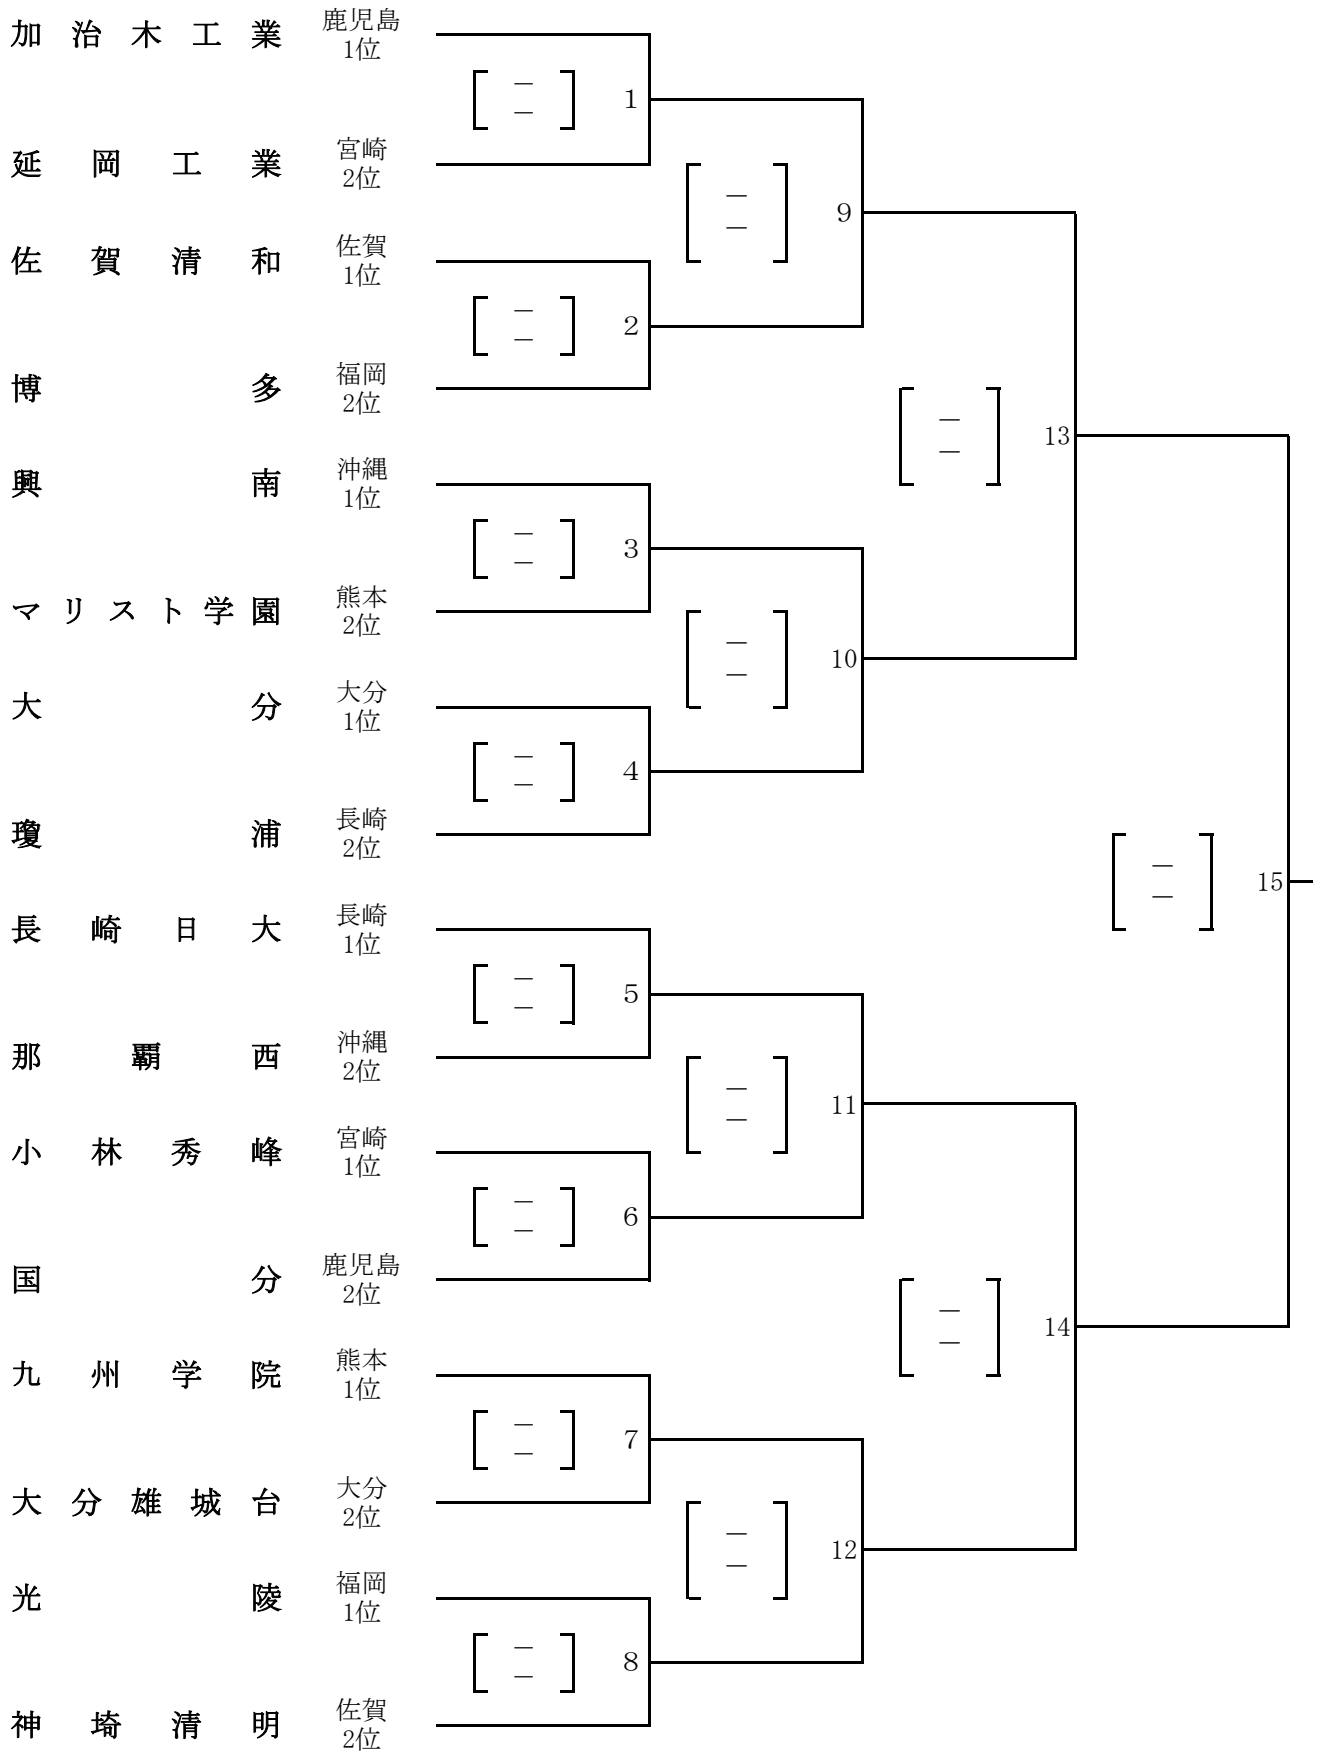 加治木工業 鹿児島
1位
[ － － ] 1
延岡工業 宮崎
2位
[ － － ] 9
佐賀清和 佐賀
1位
[ － － ] 2
博多 福岡
2位
[ － － ] 13
興南 沖縄
1位
[ － － ] 3
マリスト学園 熊本
2位
[ － － ] 10
大分 大分
1位
[ － － ] 4
瓊浦 長崎
2位
[ － － ] 15
長崎日大 長崎
1位
[ － － ] 5
那覇西 沖縄
2位
[ － － ] 11
小林秀峰 宮崎
1位
[ － － ] 6
国分 鹿児島
2位
[ － － ] 14
九州学院 熊本
1位
[ － － ] 7
大分雄城台 大分
2位
[ － － ] 12
光陵 福岡
1位
[ － － ] 8
神埼清明 佐賀
2位